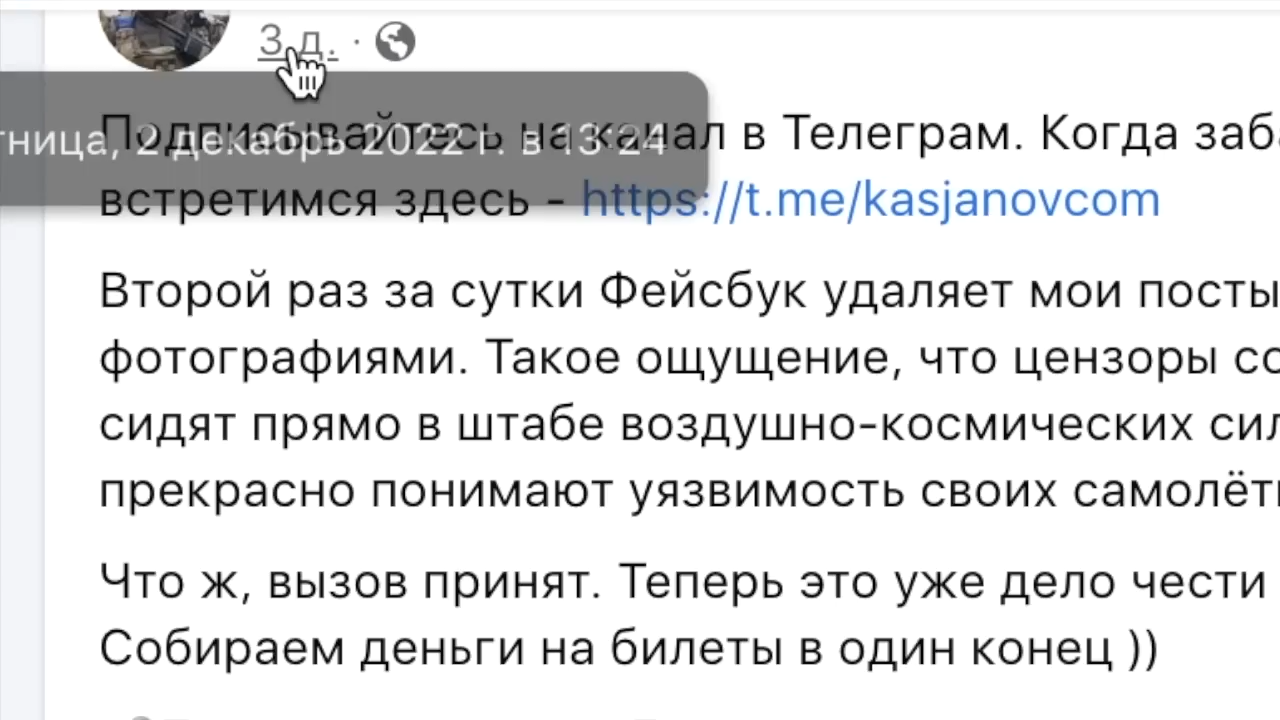 3 д. ·
тница, 2 декабрь 2022 г. в 13:24
Подписывайтесь на канал в Телеграм. Когда заб
встретимся здесь - https://t.me/kasjanovcom
Второй раз за сутки Фейсбук удаляет мои посты
фотографиями. Такое ощущение, что цензоры со
сидят прямо в штабе воздушно-космических сил
прекрасно понимают уязвимость своих самолёт
Что ж, вызов принят. Теперь это уже дело чести
Собираем деньги на билеты в один конец ))